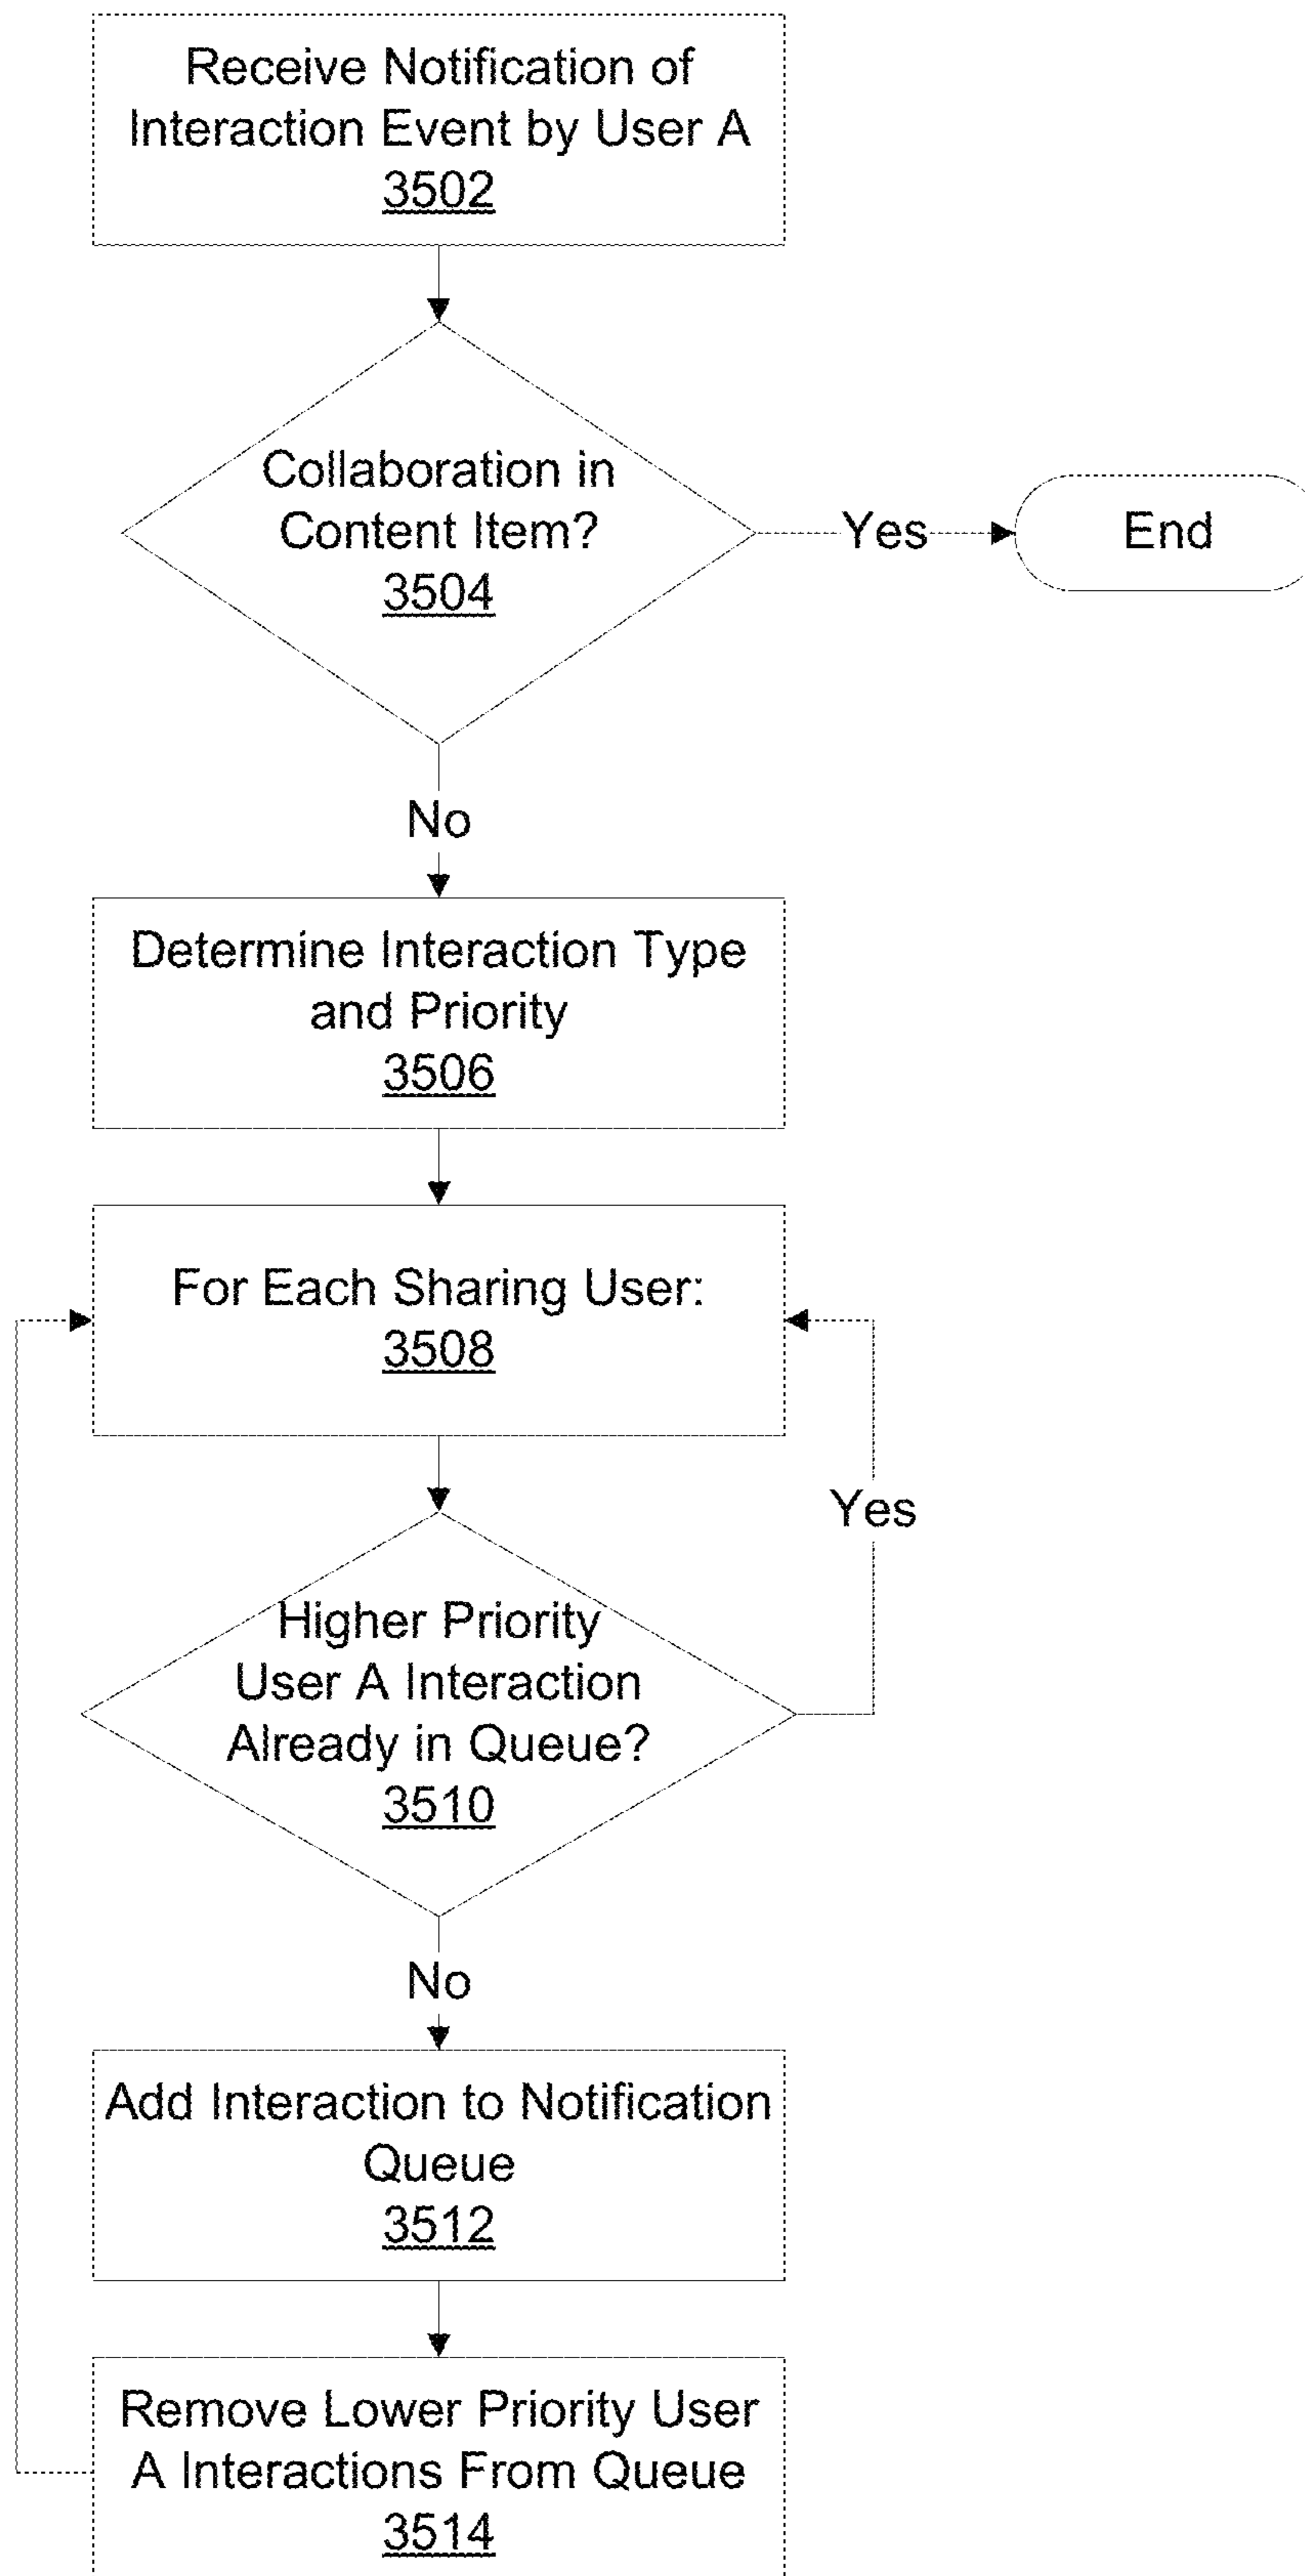 Receive Notification of
Interaction Event by User A
3502
Collaboration in
Content Item?
3504
Yes
End
No
Determine Interaction Type
and Priority
3506
For Each Sharing User:
3508
Yes
Higher Priority
User A Interaction
Already in Queue?
3510
No
Add Interaction to Notification
Queue
3512
Remove Lower Priority User
A Interactions From Queue
3514